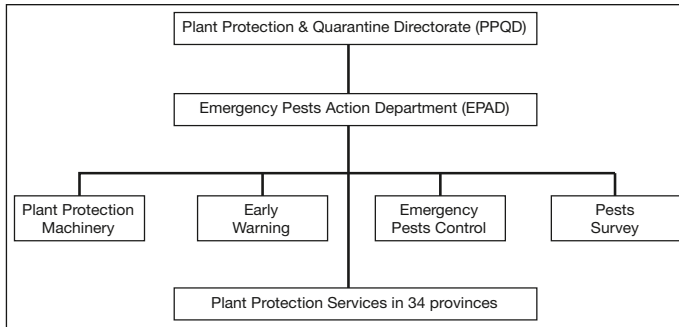 Plant Protection & Quarantine Directorate (PPQD)
Emergency Pests Action Department (EPAD)
Plant Protection
Machinery
Early
Warning
Emergency
Pests Control
Pests
Survey
Plant Protection Services in 34 provinces